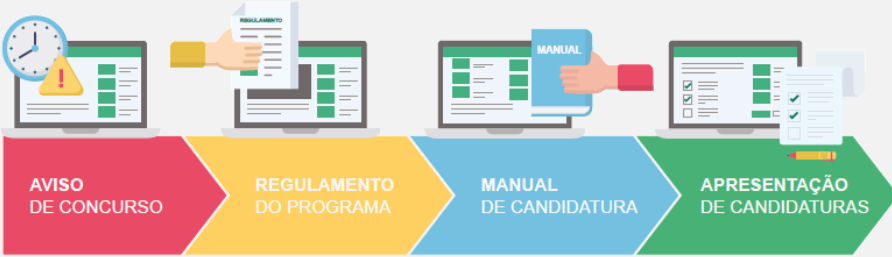 REGULAMENTO
MANUAL
AVISO
DE CONCURSO
REGULAMENTO
DO PROGRAMA
MANUAL
DE CANDIDATURA
APRESENTAÇÃO
DE CANDIDATURAS